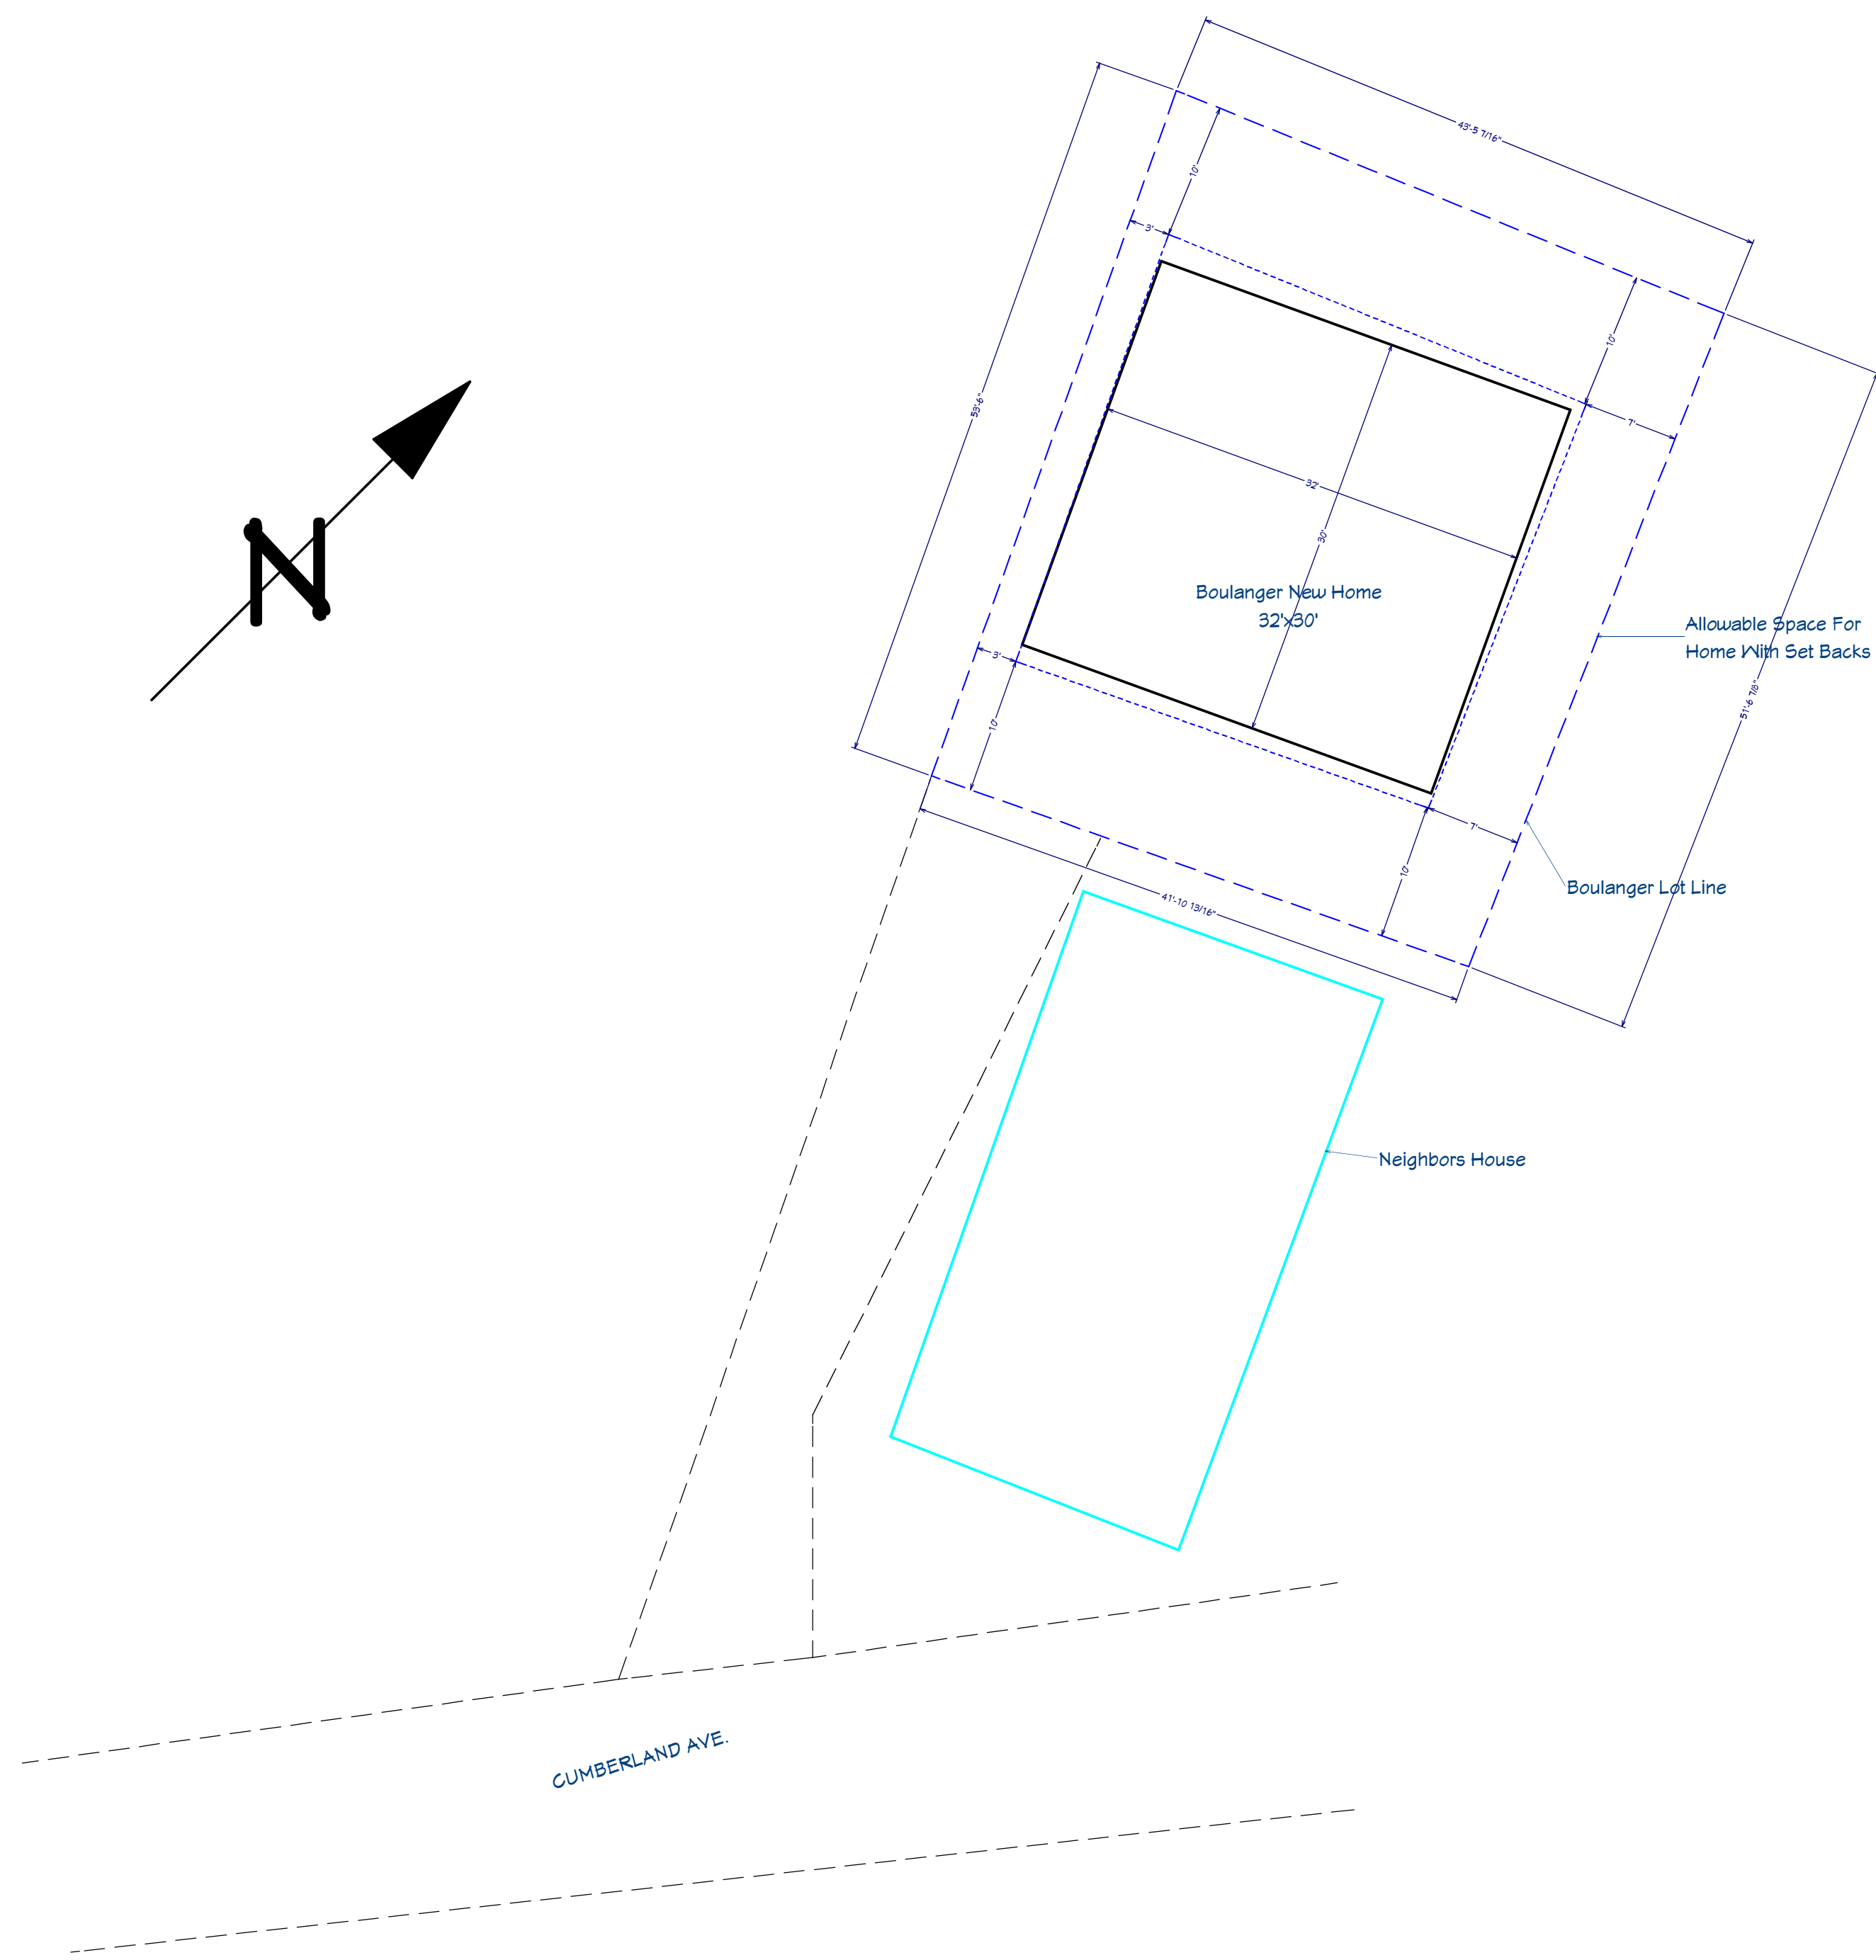 43'-5 7/16"
10'
3'
10'
7'
53'-6"
32'
30'
Boulanger New Home
32'x30'
Allowable Space For
Home With Set Backs
3'
51'-6 7/8"
10'
7'
10'
Boulanger Lot Line
41'-10 13/16"
N
Neighbors House
CUMBERLAND AVE.